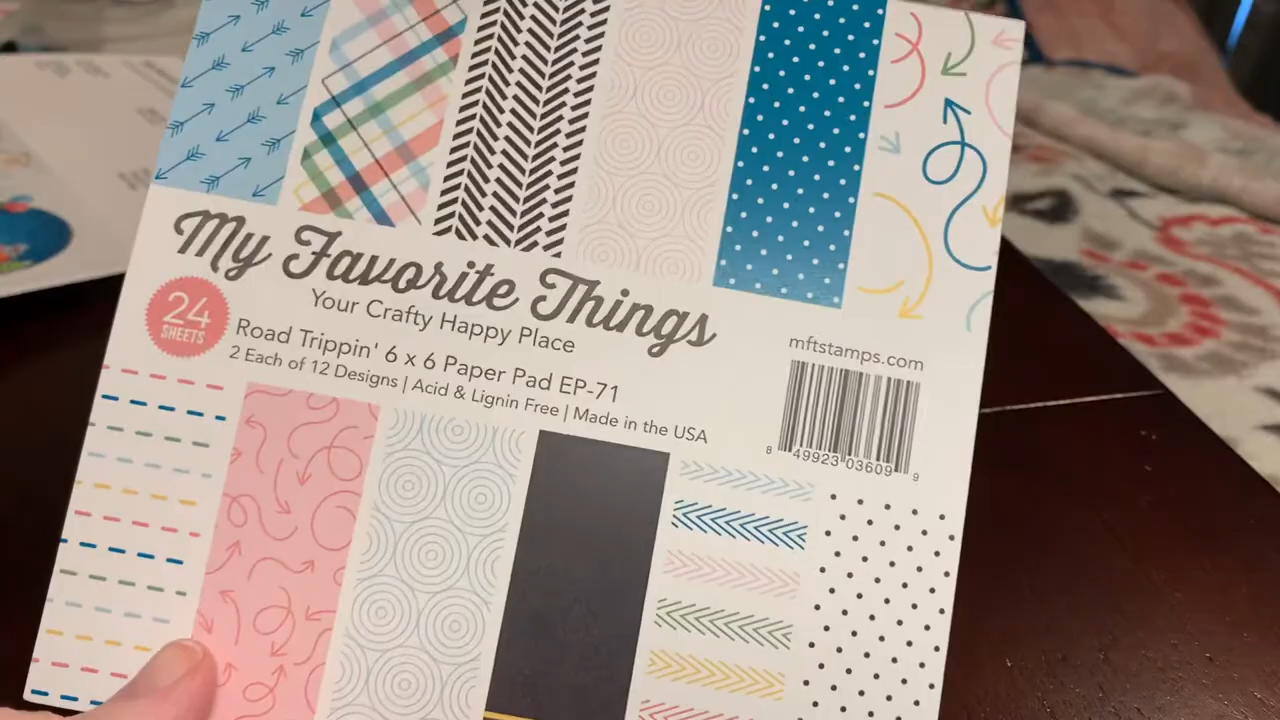 My Favorite Things
Your Crafty Happy Place
24
SHEETS
Road Trippin' 6 x 6 Paper Pad EP-71
2 Each of 12 Designs | Acid & Lignin Free | Made in the USA
mftstamps.com
8 49923 03609 9